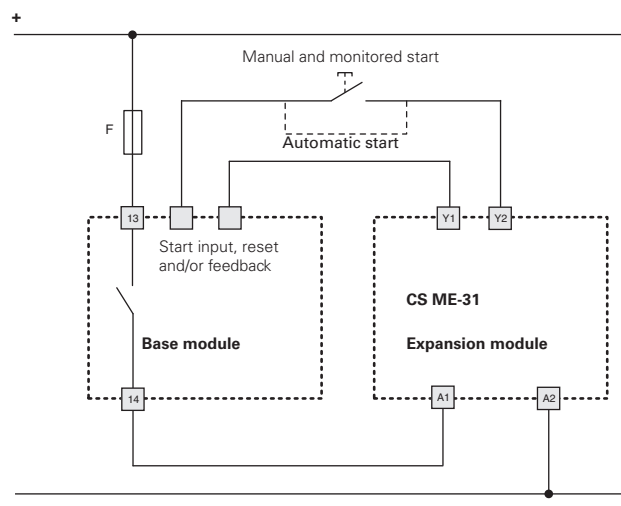 +
Manual and monitored start
F
Automatic start
13
Y1
Y2
Start input, reset
and/or feedback
CS ME-31
Base module
Expansion module
14
A1
A2